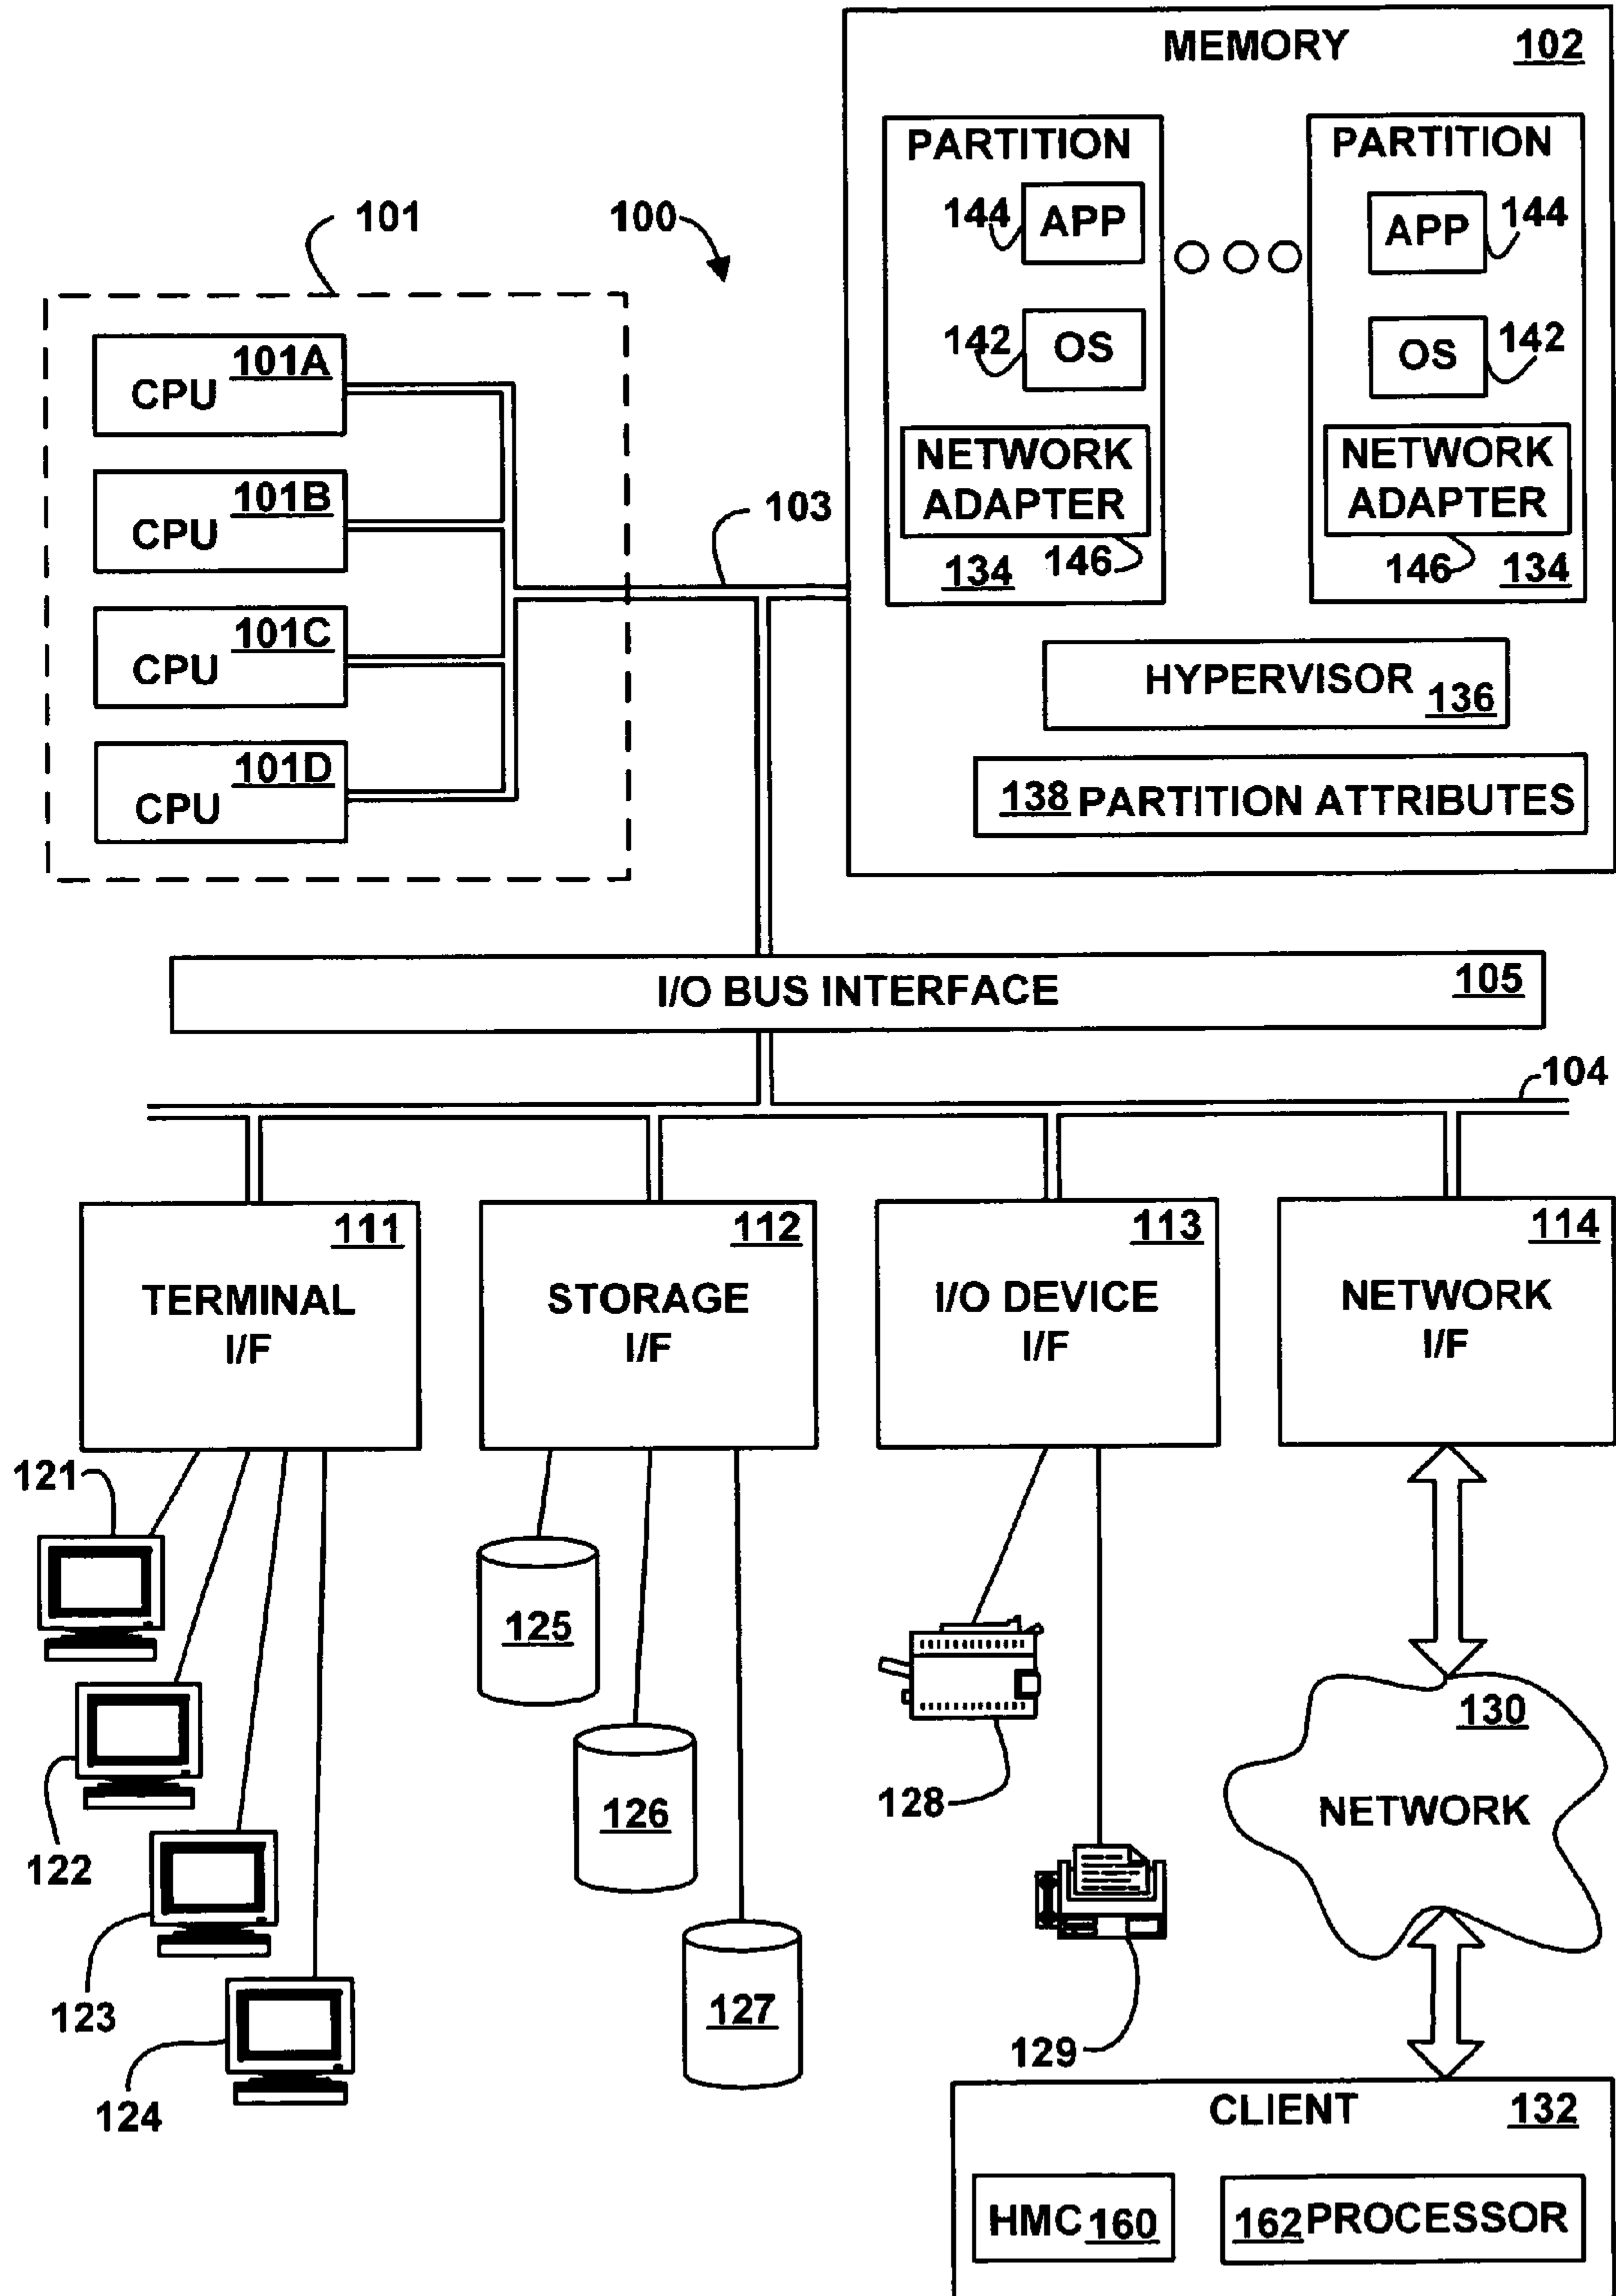 MEMORY 102
PARTITION
144 APP
142 OS
NETWORK
ADAPTER
134 146
PARTITION
APP 144
OS 142
NETWORK
ADAPTER
146 134
HYPERVISOR 136
138 PARTITION ATTRIBUTES
101
100
CPU 101A
CPU 101B
CPU 101C
CPU 101D
103
I/O BUS INTERFACE 105
104
111
TERMINAL
I/F
112
STORAGE
I/F
113
I/O DEVICE
I/F
114
NETWORK
I/F
121
122
123
124
125
126
127
128
129
130
NETWORK
CLIENT 132
HMC 160
162 PROCESSOR